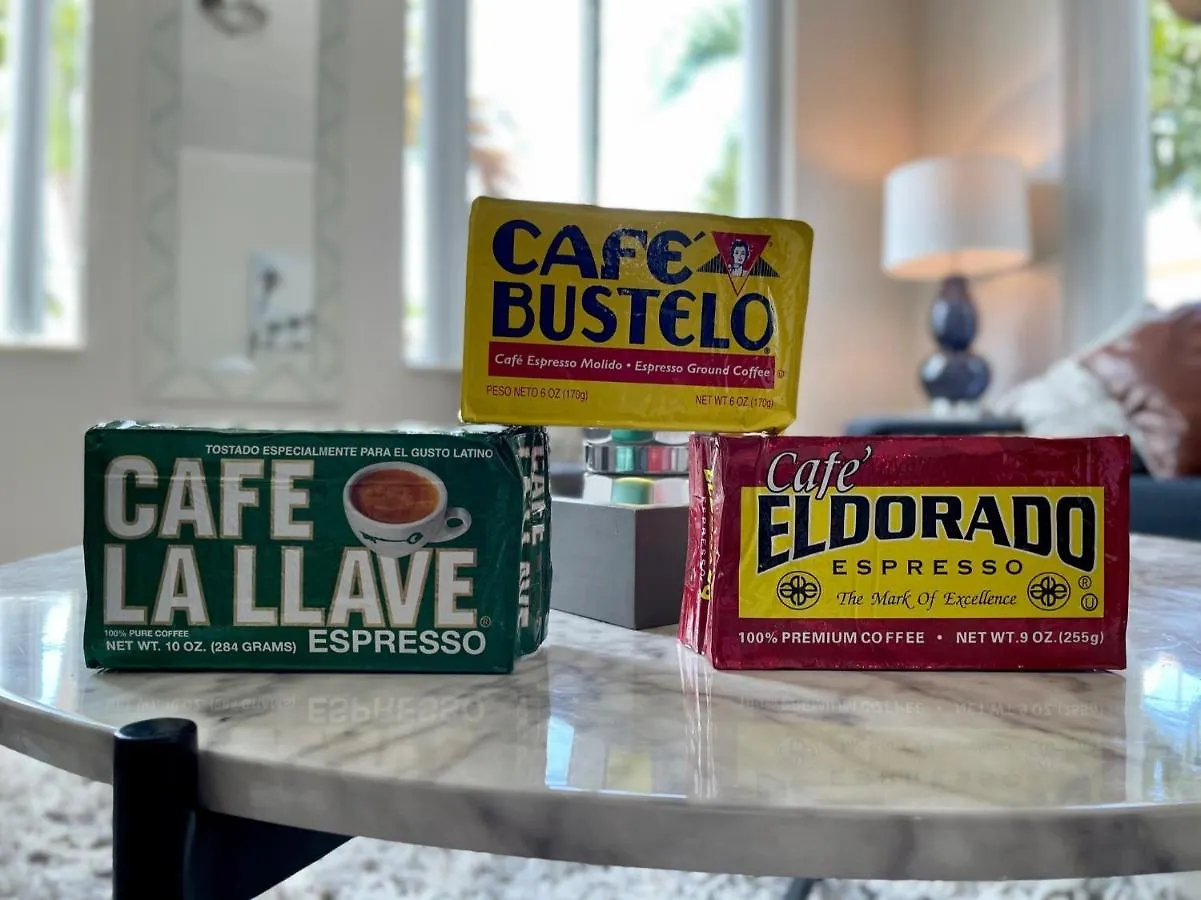 CAFÉ
BUSTELO
Café Espresso Molido • Espresso Ground Coffee
PESO NETO 6 OZ (170g)
NET WT 6 OZ.(170g)
TOSTADO ESPECIALMENTE PARA EL GUSTO LATINO
CAFE
LA LLAVE®
ESPRESSO
100% PURE COFFEE
NET WT. 10 OZ. (284 GRAMS)
Café
ELDORADO
ESPRESSO
The Mark Of Excellence
100% PREMIUM COFFEE • NET WT.9 OZ.(255g)